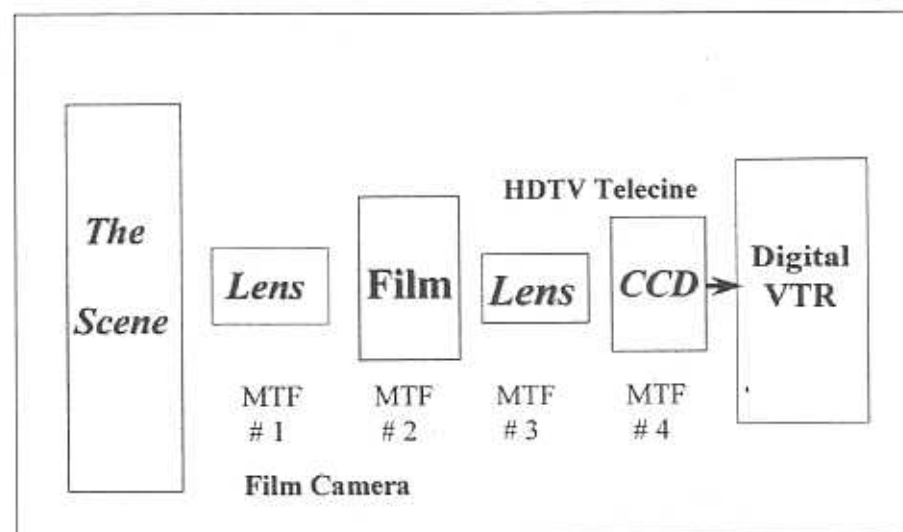 HDTV Telecine
The
Scene
Lens
Film
Lens
CCD
Digital
VTR
MTF
# 1
MTF
# 2
MTF
# 3
MTF
# 4
Film Camera